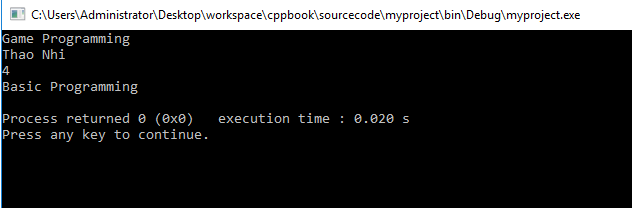 C:\Users\Administrator\Desktop\workspace\cppbook\sourcecode\myproject\bin\Debug\myproject.exe
Game Programming
Thao Nhi
4
Basic Programming
Process returned 0 (0x0)   execution time : 0.020 s
Press any key to continue.